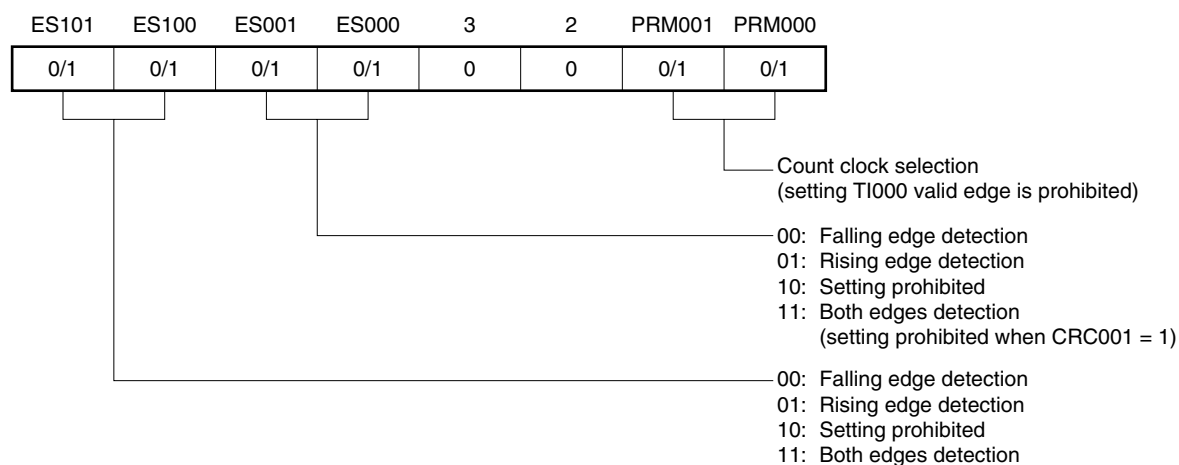 ES101 ES100 ES001 ES000 3 2 PRM001 PRM000
0/1 0/1 0/1 0/1 0 0 0/1 0/1
Count clock selection
(setting TI000 valid edge is prohibited)
00: Falling edge detection
01: Rising edge detection
10: Setting prohibited
11: Both edges detection
(setting prohibited when CRC001 = 1)
00: Falling edge detection
01: Rising edge detection
10: Setting prohibited
11: Both edges detection